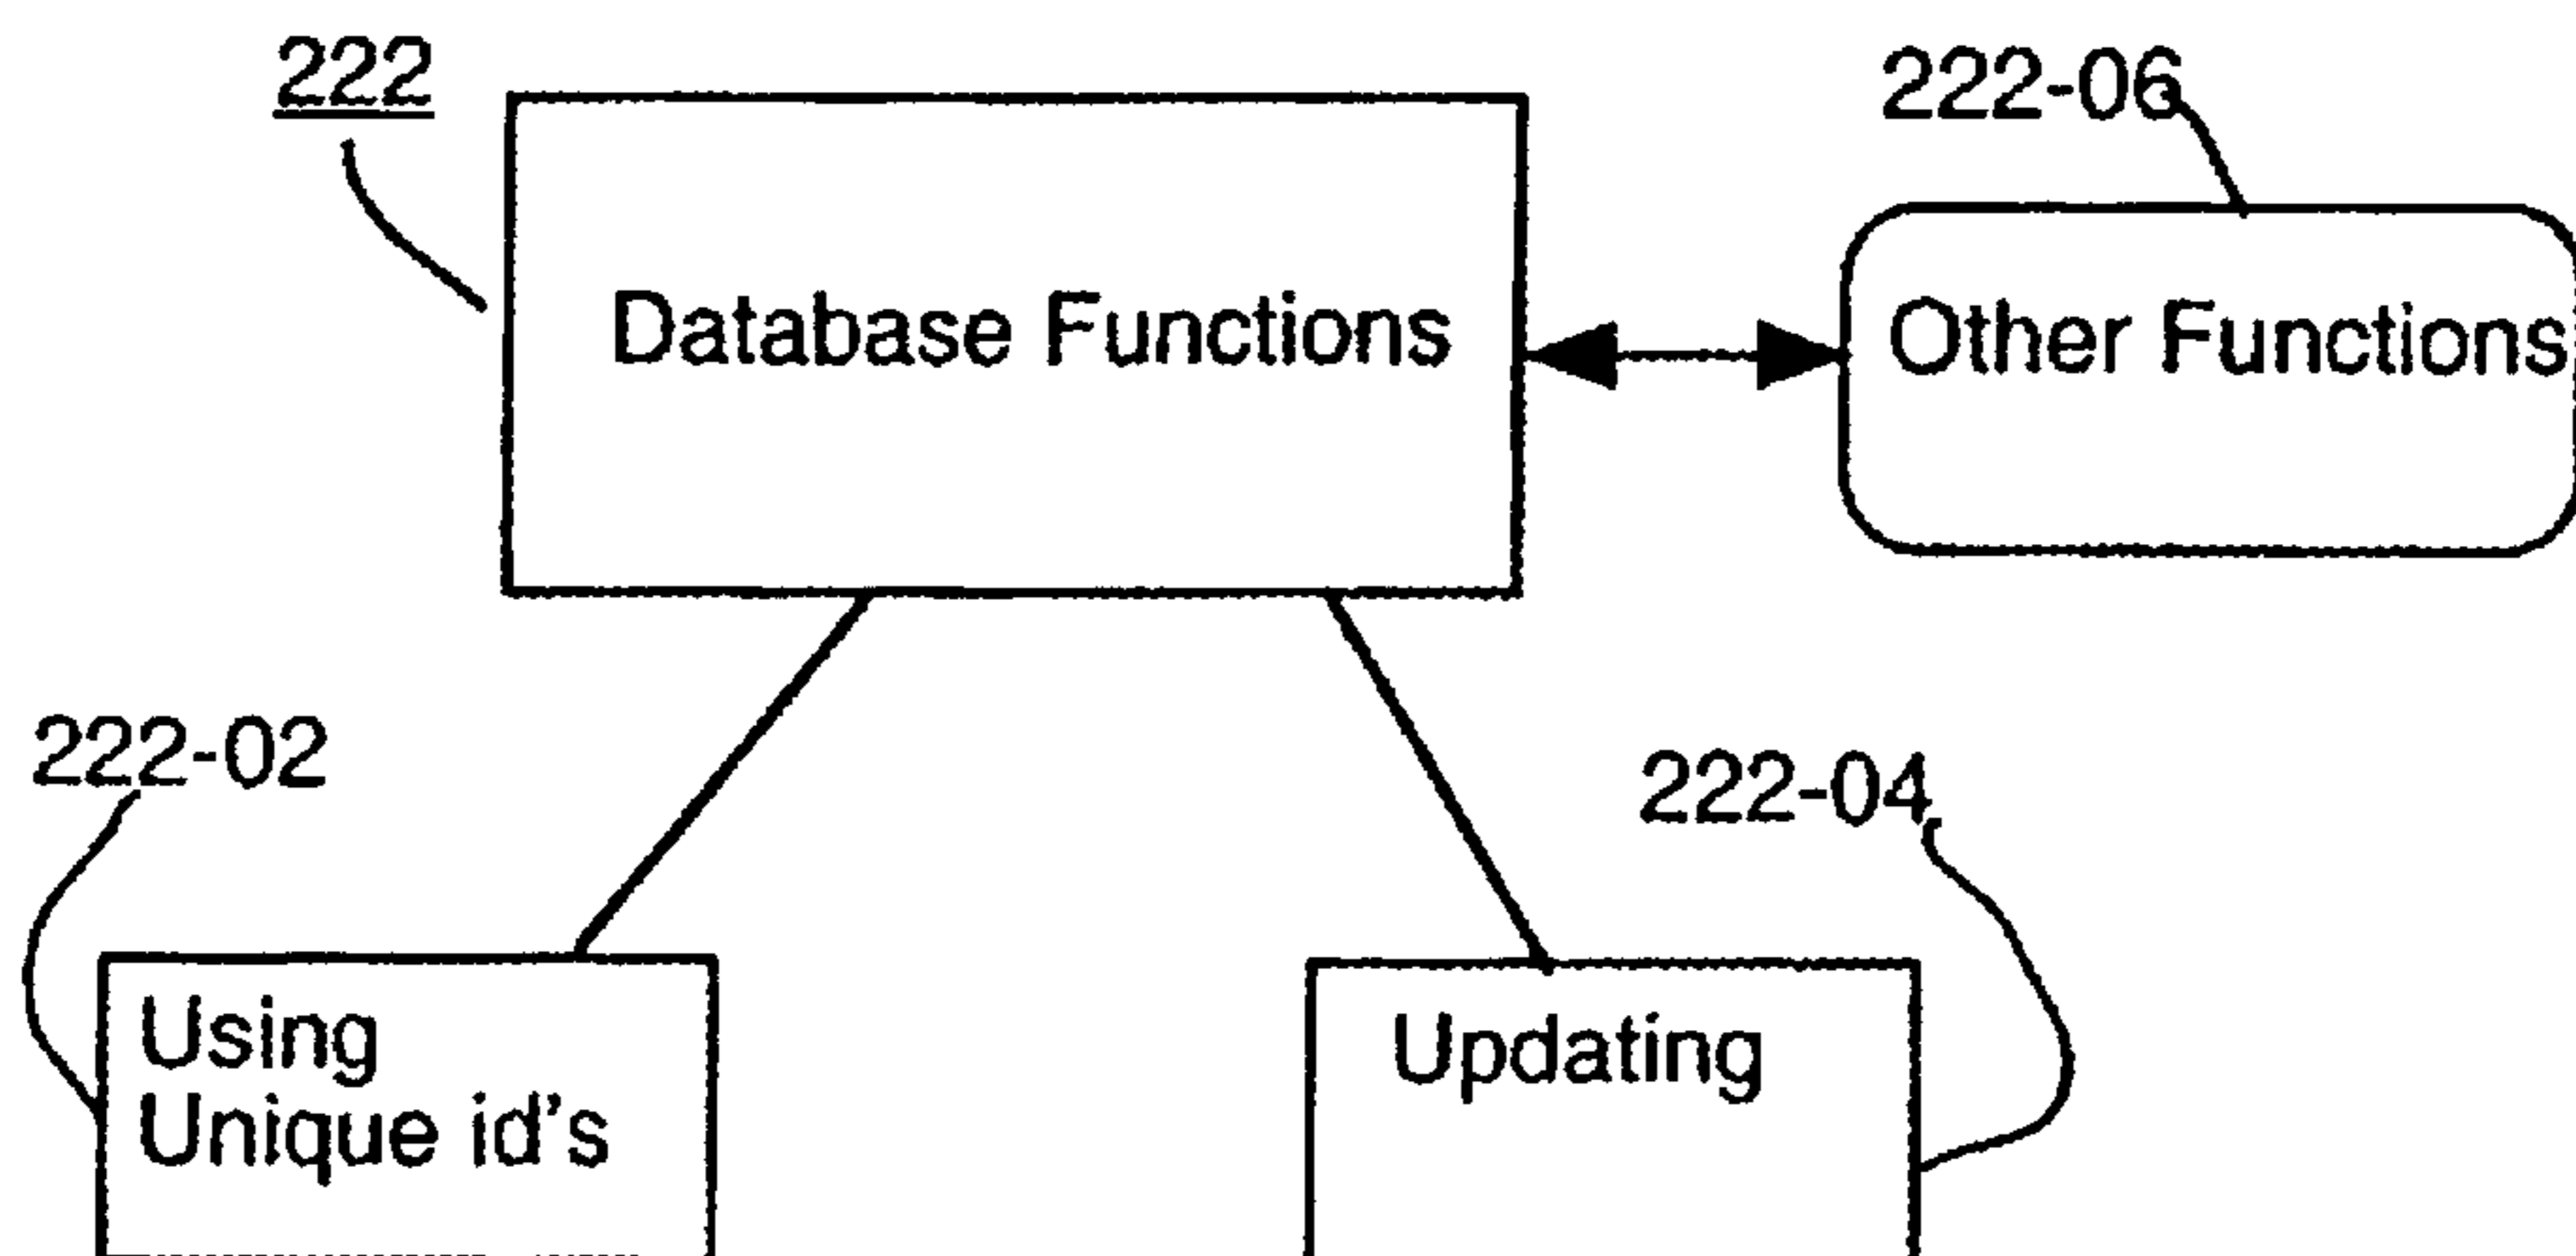 222
222-06
Database Functions
Other Functions
222-02
222-04
Using
Unique id's
Updating